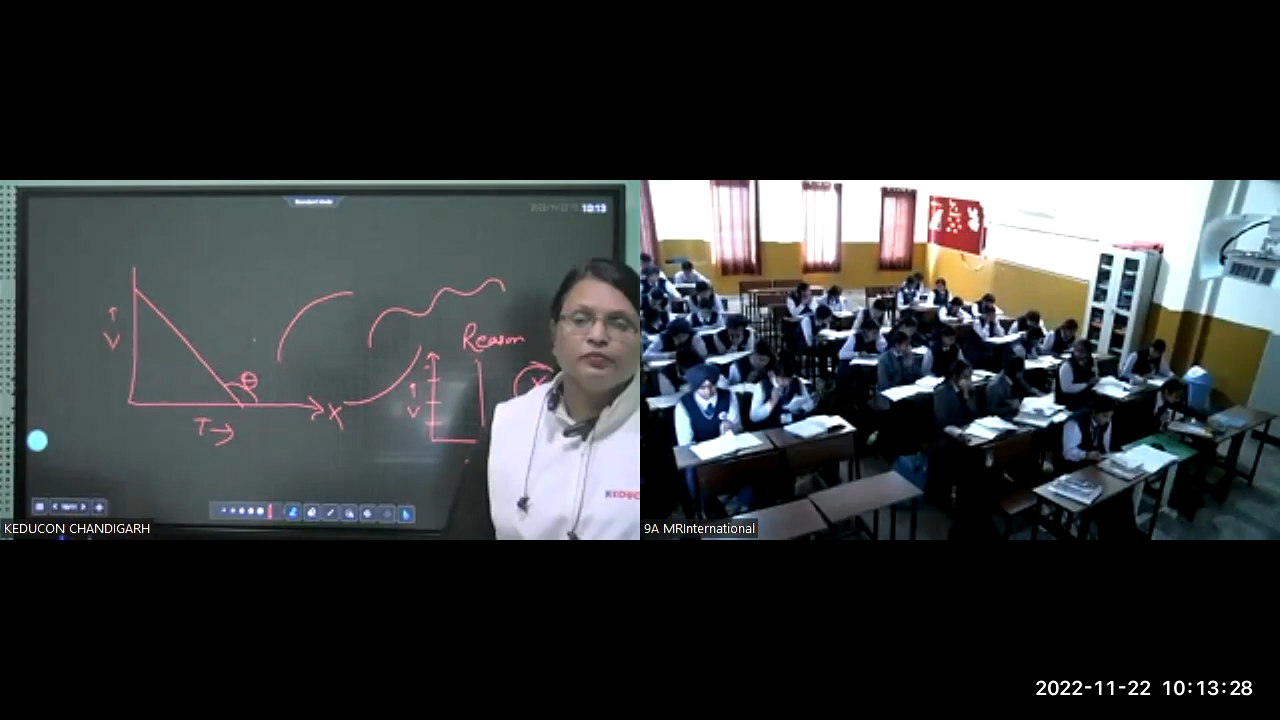 10:13
Reason
V
θ
V
X
T
KEDUCON CHANDIGARH
9A MRInternational
2022-11-22 10:13:28